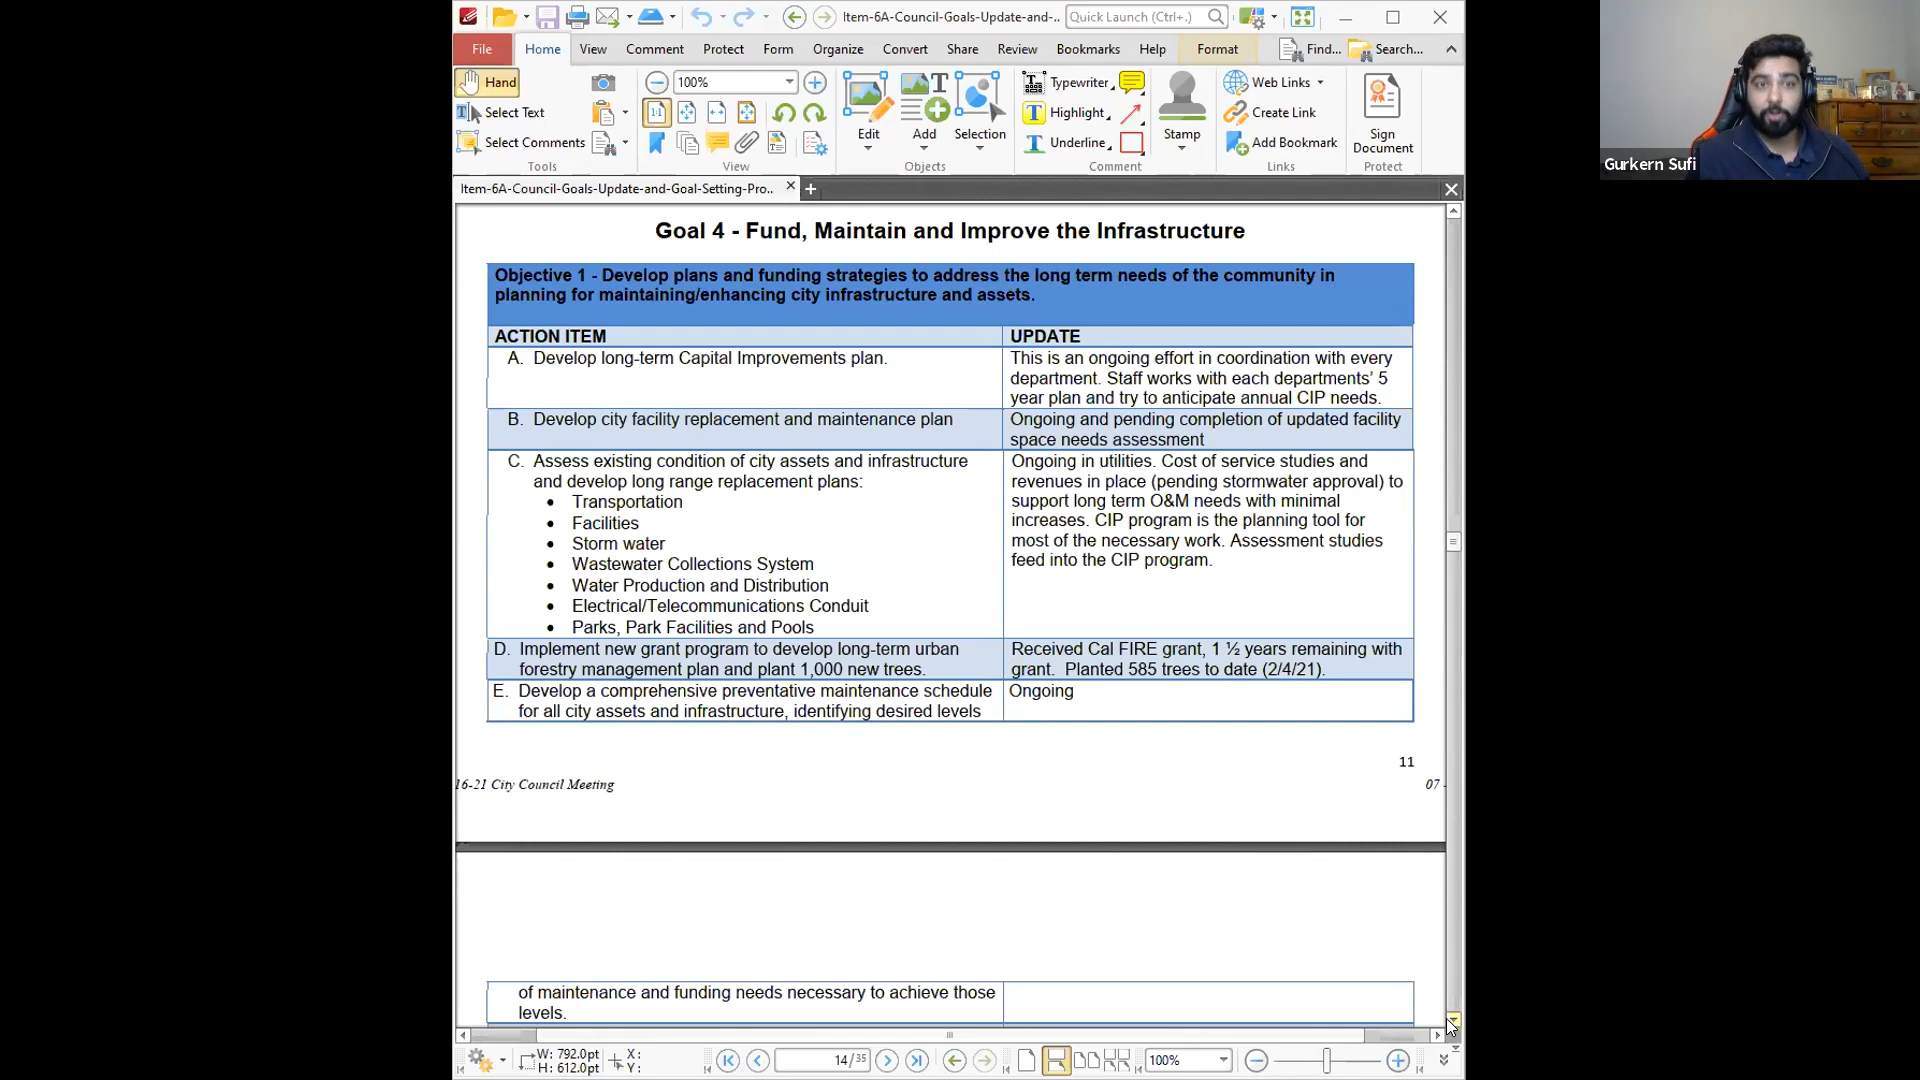 Item-6A-Council-Goals-Update-and-..
Quick Launch (Ctrl+.)
File Home View Comment Protect Form Organize Convert Share Review Bookmarks Help Format Find... Search...
Hand
Select Text
Select Comments
Tools
100%
View
Edit
Add
Selection
Objects
Typewriter
Highlight
Underline
Comment
Stamp
Web Links
Create Link
Add Bookmark
Links
Sign
Document
Protect
Gurkern Sufi
Item-6A-Council-Goals-Update-and-Goal-Setting-Pro..
Goal 4 - Fund, Maintain and Improve the Infrastructure
Objective 1 - Develop plans and funding strategies to address the long term needs of the community in
planning for maintaining/enhancing city infrastructure and assets.
ACTION ITEM
UPDATE
A. Develop long-term Capital Improvements plan.
This is an ongoing effort in coordination with every
department. Staff works with each departments' 5
year plan and try to anticipate annual CIP needs.
B. Develop city facility replacement and maintenance plan
Ongoing and pending completion of updated facility
space needs assessment
C. Assess existing condition of city assets and infrastructure
and develop long range replacement plans:
• Transportation
• Facilities
• Storm water
• Wastewater Collections System
• Water Production and Distribution
• Electrical/Telecommunications Conduit
• Parks, Park Facilities and Pools
Ongoing in utilities. Cost of service studies and
revenues in place (pending stormwater approval) to
support long term O&M needs with minimal
increases. CIP program is the planning tool for
most of the necessary work. Assessment studies
feed into the CIP program.
D. Implement new grant program to develop long-term urban
forestry management plan and plant 1,000 new trees.
Received Cal FIRE grant, 1 ½ years remaining with
grant. Planted 585 trees to date (2/4/21).
E. Develop a comprehensive preventative maintenance schedule
for all city assets and infrastructure, identifying desired levels
Ongoing
11
16-21 City Council Meeting
07 -
of maintenance and funding needs necessary to achieve those
levels.
W: 792.0pt
H: 612.0pt
X:
Y:
14/35
100%